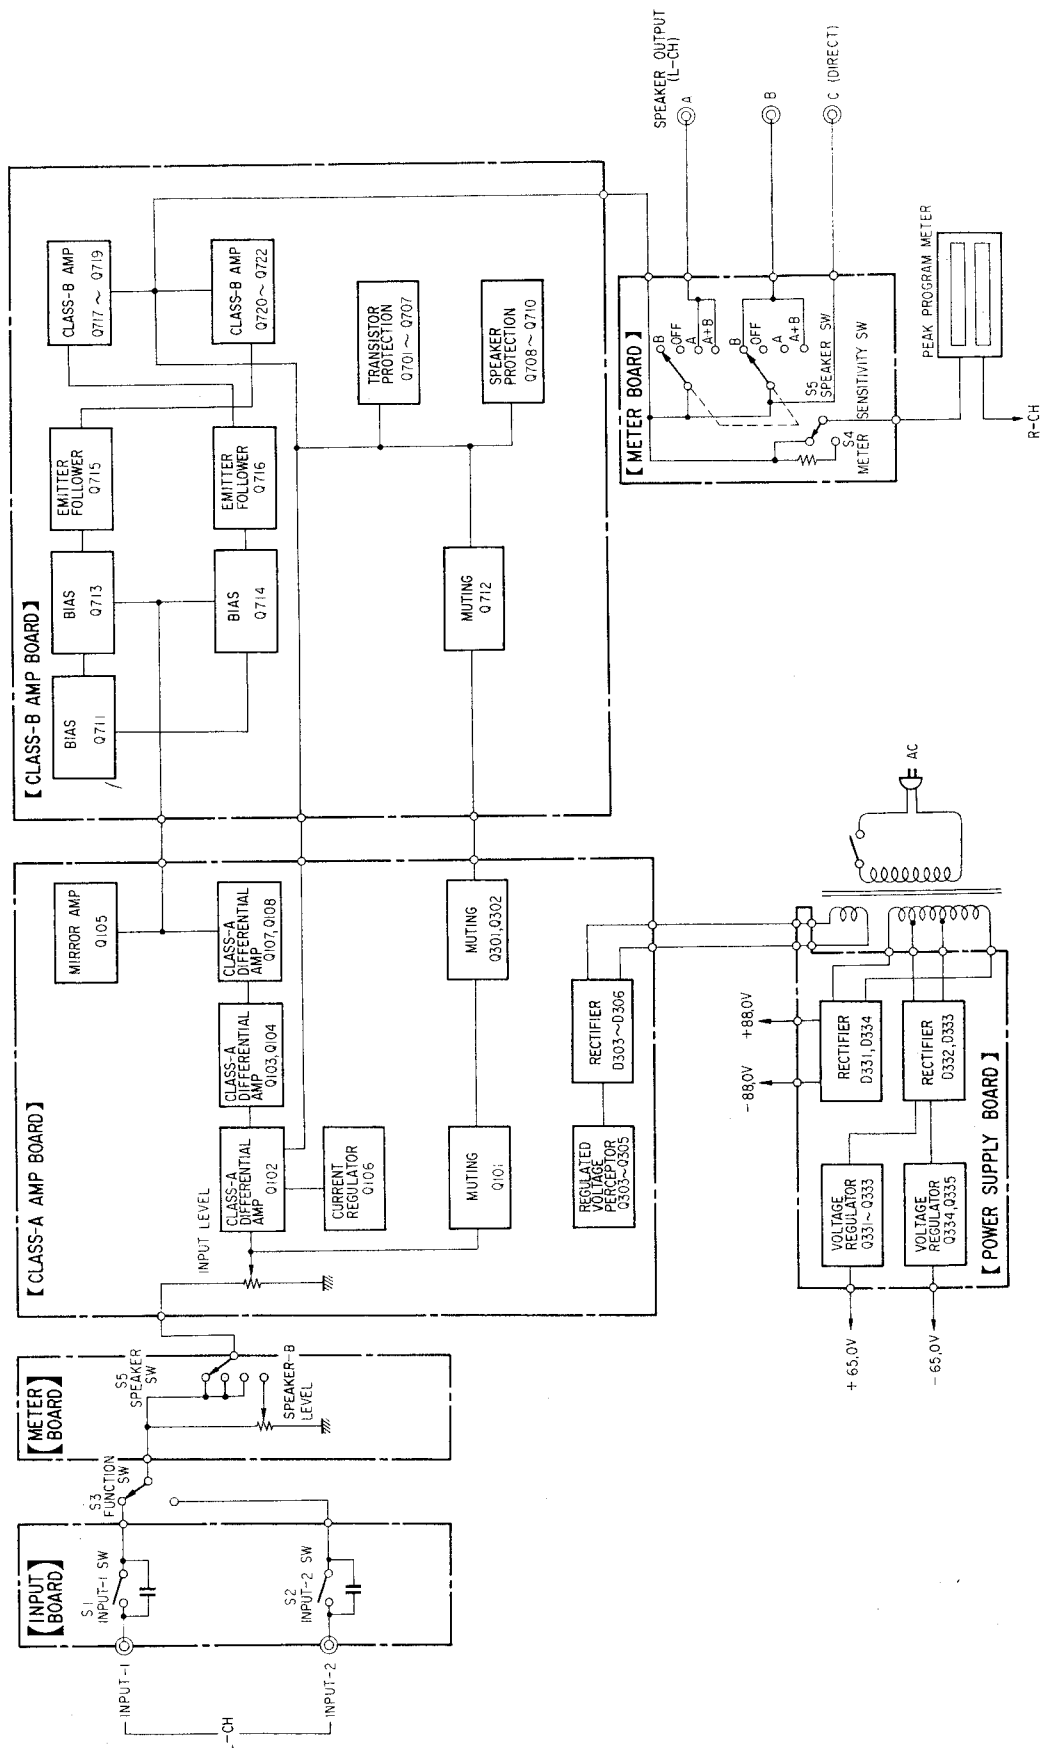 -CH
INPUT-1
INPUT-2
【INPUT
BOARD】
S1
INPUT-1 SW
S2
INPUT-2 SW
S3
FUNCTION
SW
【METER
BOARD】
S5
SPEAKER
SW
SPEAKER-B
LEVEL
【CLASS-A AMP BOARD】
INPUT LEVEL
CLASS-A
DIFFERENTIAL
AMP
Q102
CURRENT
REGULATOR
Q106
MUTING
Q101
CLASS-A
DIFFERENTIAL
AMP
Q103,Q104
CLASS-A
DIFFERENTIAL
AMP
Q107,Q108
MIRROR AMP
Q105
MUTING
Q301,Q302
REGULATED
VOLTAGE
PERCEPTOR
Q303~Q305
RECTIFIER
D303~D306
【CLASS-B AMP BOARD】
BIAS
Q711
BIAS
Q713
BIAS
Q714
EMITTER
FOLLOWER
Q715
EMITTER
FOLLOWER
Q716
CLASS-B AMP
Q717~Q719
CLASS-B AMP
Q720~Q722
TRANSISTOR
PROTECTION
Q701~Q707
SPEAKER
PROTECTION
Q708~Q710
MUTING
Q712
【METER BOARD】
B
OFF
A
A+B
B
OFF
A
A+B
S5
SPEAKER SW
S4
METER SENSITIVITY SW
SPEAKER OUTPUT
(L-CH)
A
B
C (DIRECT)
PEAK PROGRAM METER
R-CH
【POWER SUPPLY BOARD】
VOLTAGE
REGULATOR
Q331~Q333
VOLTAGE
REGULATOR
Q334,Q335
RECTIFIER
D331,D334
RECTIFIER
D332,D333
+65.0V
-65.0V
-88.0V
+88.0V
AC